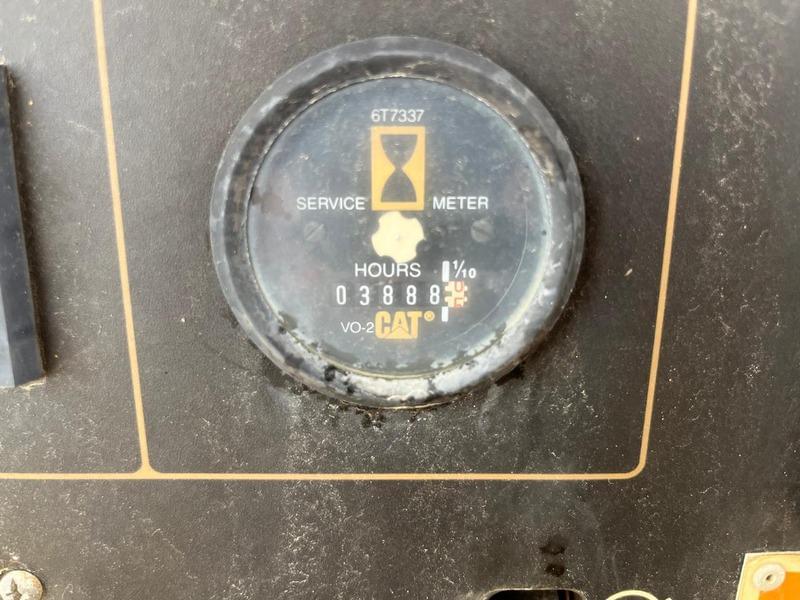 6T7337
SERVICE METER
HOURS 1/10
03888
VO-2 CAT®